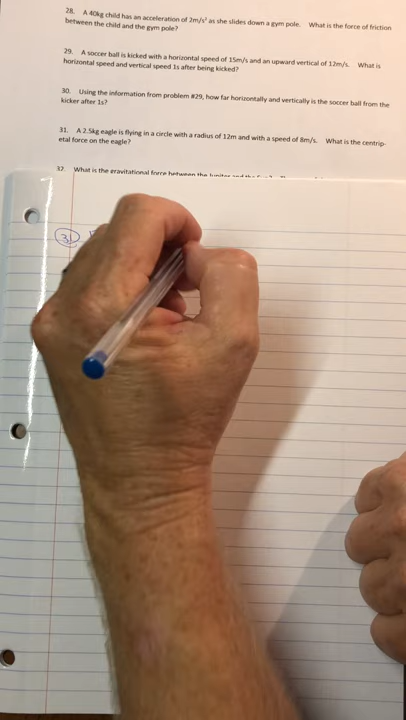 28. A 40kg child has an acceleration of 2m/s² as she slides down a gym pole. What is the force of friction
between the child and the gym pole?
29. A soccer ball is kicked with a horizontal speed of 15m/s and an upward vertical of 12m/s. What is
horizontal speed and vertical speed 1s after being kicked?
30. Using the information from problem #29, how far horizontally and vertically is the soccer ball from the
kicker after 1s?
31. A 2.5kg eagle is flying in a circle with a radius of 12m and with a speed of 8m/s. What is the centrip-
etal force on the eagle?
32. What is the gravitational force between the Jupiter and the
31